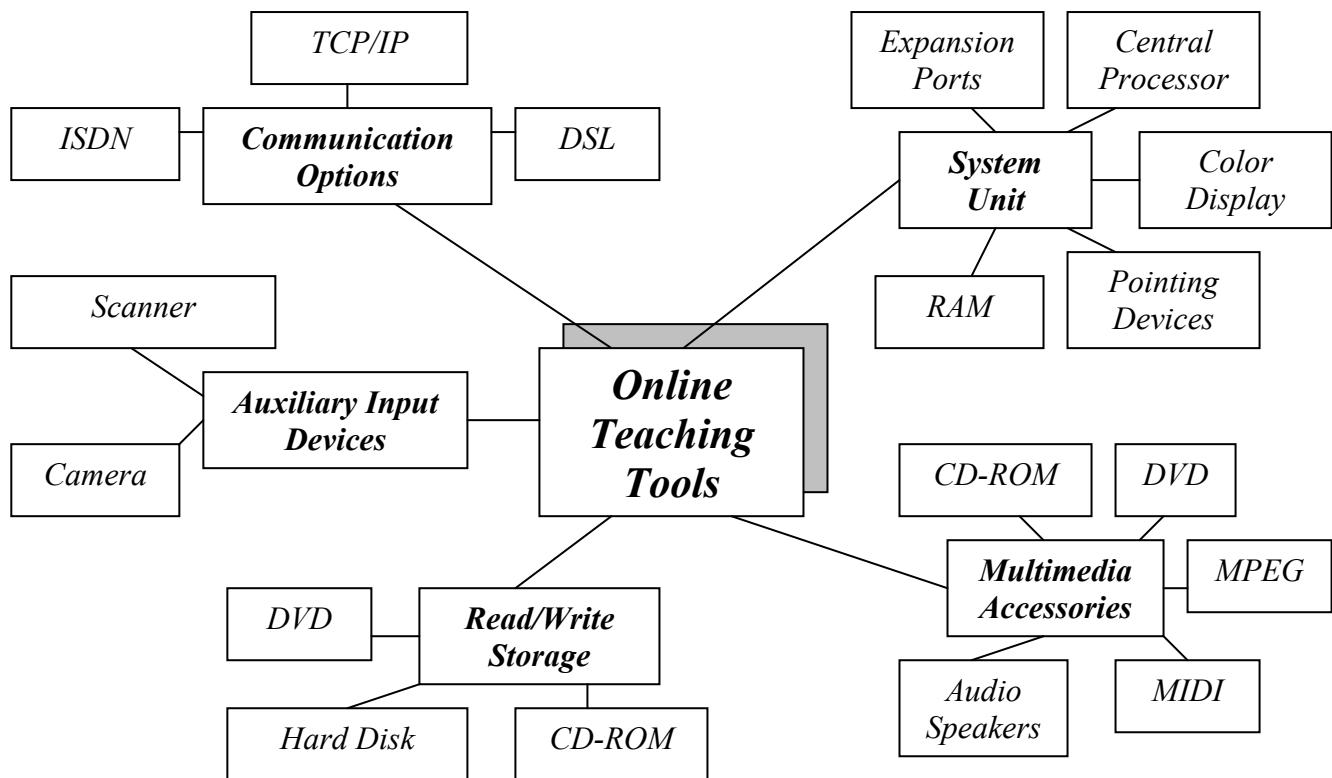 TCP/IP
ISDN
Communication
Options
DSL
Expansion
Ports
Central
Processor
System
Unit
Color
Display
RAM
Pointing
Devices
Scanner
Auxiliary Input
Devices
Camera
Online
Teaching
Tools
CD-ROM
DVD
Multimedia
Accessories
MPEG
Audio
Speakers
MIDI
DVD
Read/Write
Storage
Hard Disk
CD-ROM